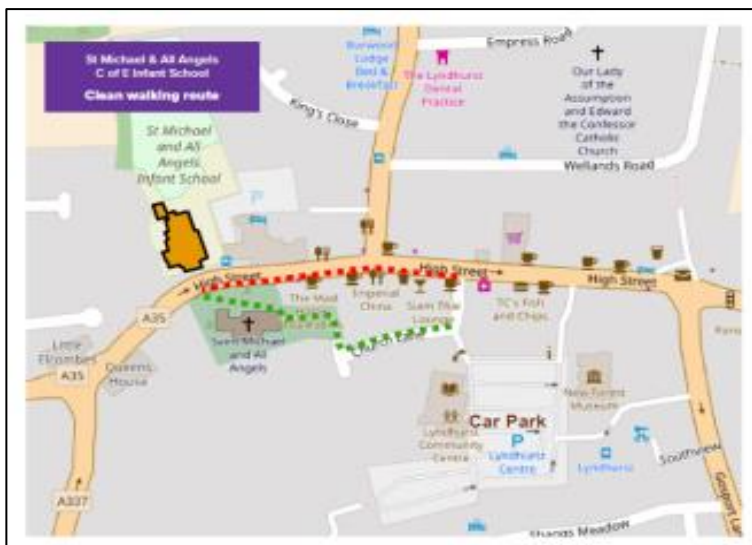 St Michael & All Angels
C of E Infant School
Clean walking route
Burwood
Lodge
Bed &
Breakfast
Empress Road
The Lyndhurst
Dental
Practice
Our Lady
of the
Assumption
and Edward
the Confessor
Catholic
Church
King's Close
St Michael
and All
Angels
Infant School
Wellands Road
High Street
High Street
High Street
A35
The Mad
Imperial
China
Siam Thai
Lounge
TC's Fish
and Chips
Saint Michael
and All
Angels
Church Lane
Little
Elcombes
A35
Queens
House
Lyndhurst
Community
Centre
Car Park
P
Lyndhurst
Centre
New Forest
Museum
Lyndhurst
Southview
A337
Gosport Lane
Shaggs Meadow